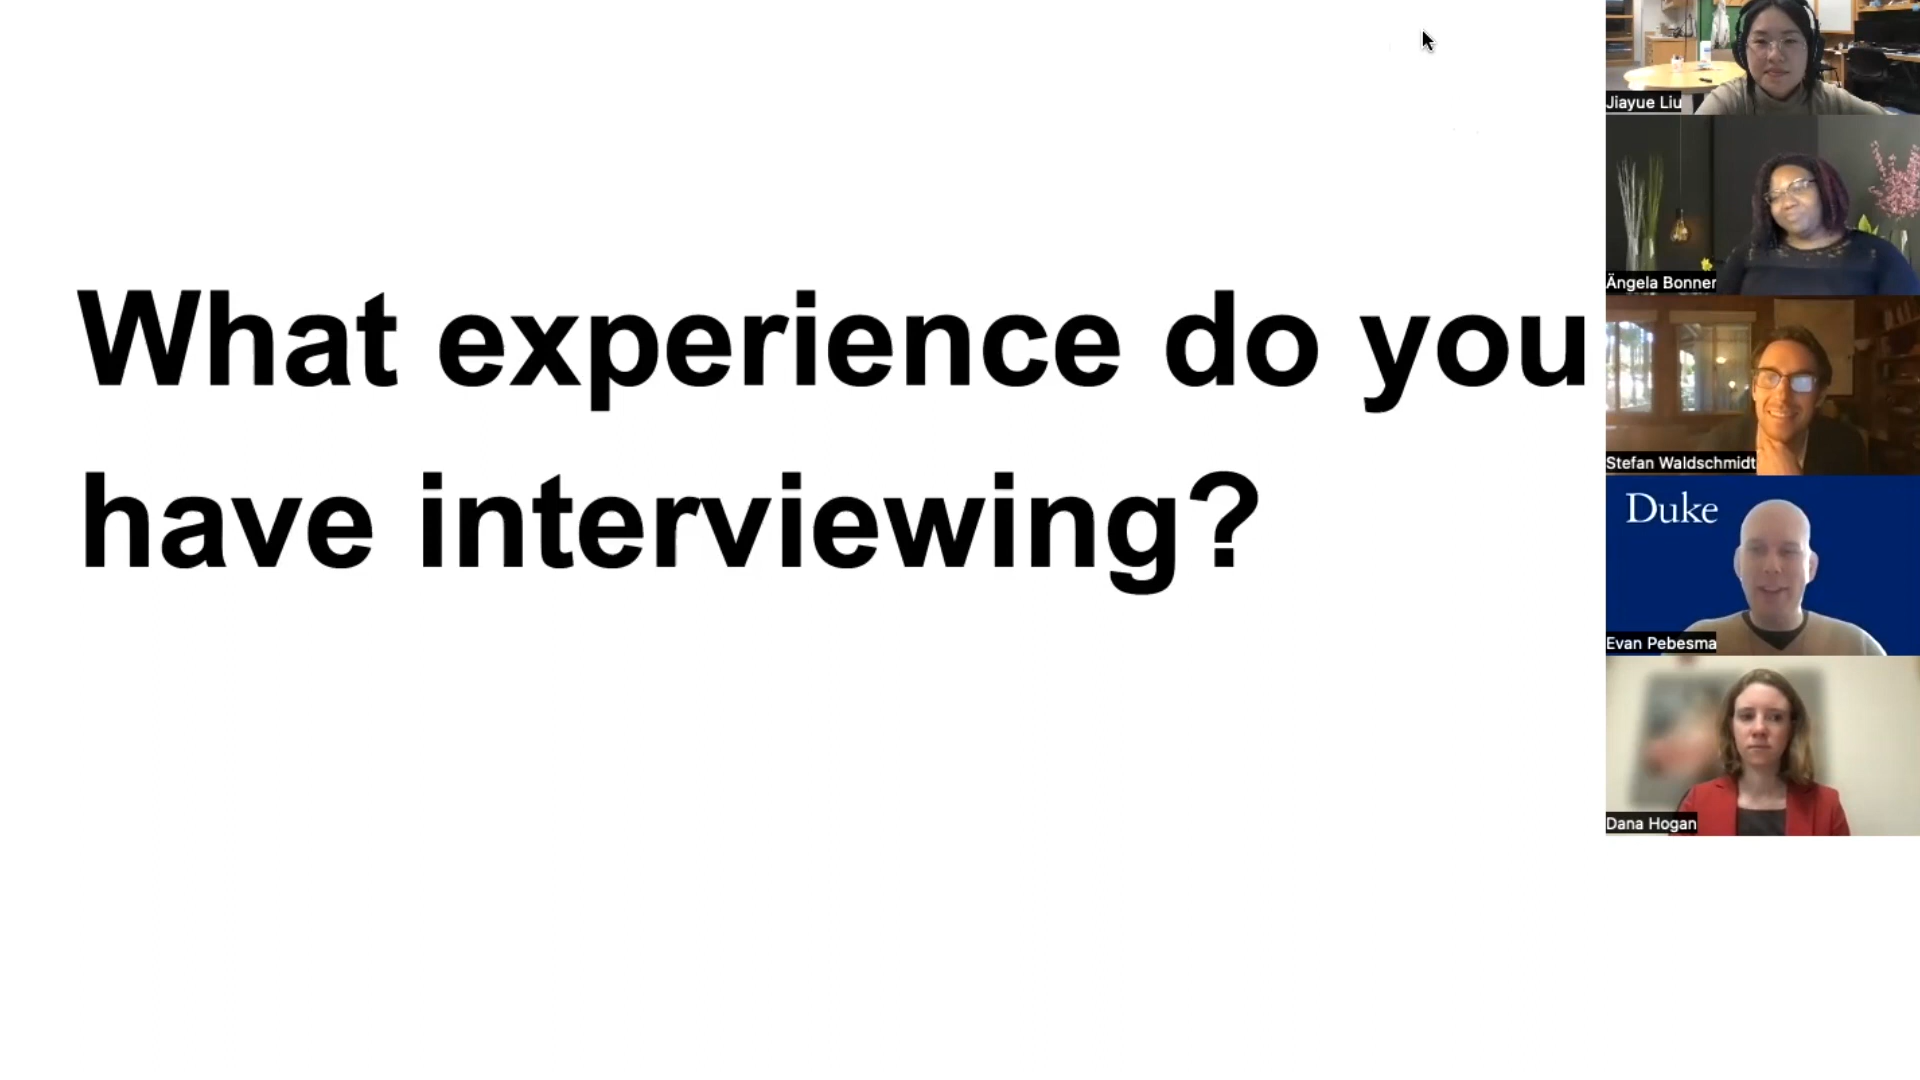 What experience do you
have interviewing?
Jiayue Liu
Ängela Bonner
Stefan Waldschmidt
Duke
Evan Pebesma
Dana Hogan